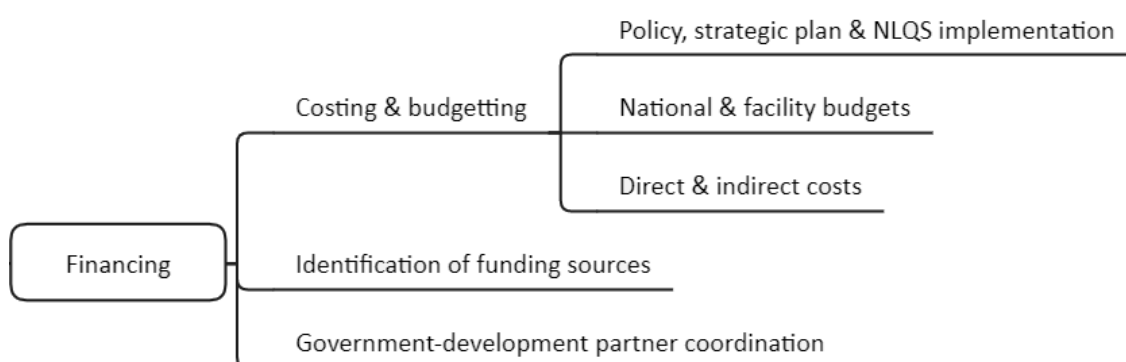 Policy, strategic plan & NLQS implementation
Costing & budgetting
National & facility budgets
Direct & indirect costs
Financing
Identification of funding sources
Government-development partner coordination